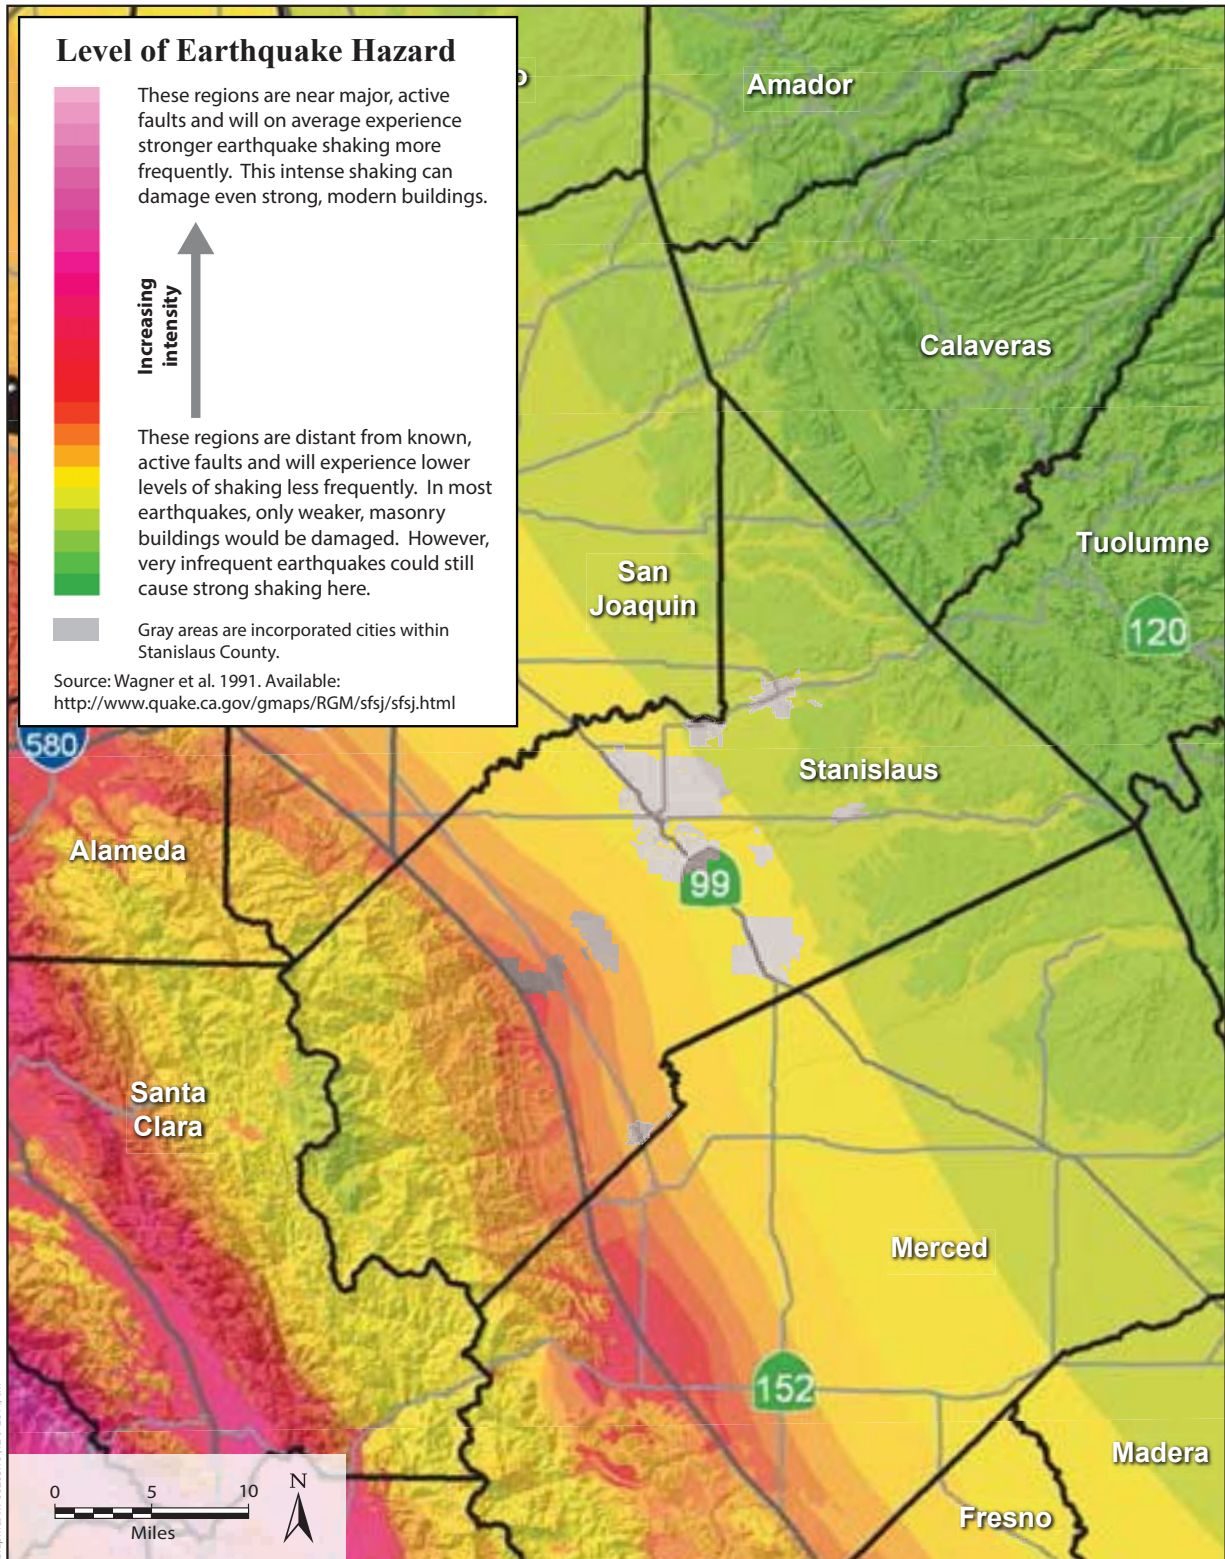 Level of Earthquake Hazard
These regions are near major, active
faults and will on average experience
stronger earthquake shaking more
frequently. This intense shaking can
damage even strong, modern buildings.
Increasing
intensity
These regions are distant from known,
active faults and will experience lower
levels of shaking less frequently. In most
earthquakes, only weaker, masonry
buildings would be damaged. However,
very infrequent earthquakes could still
cause strong shaking here.
Gray areas are incorporated cities within
Stanislaus County.
Source: Wagner et al. 1991. Available:
http://www.quake.ca.gov/gmaps/RGM/sfsj/sfsj.html
o
Amador
Calaveras
Tuolumne
San
Joaquin
120
580
Stanislaus
Alameda
99
Santa
Clara
Merced
152
Madera
Fresno
0 5 10
Miles
N